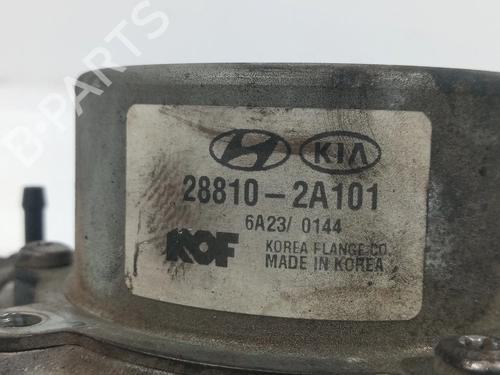 B-PARTS
KIA
28810-2A101
6A23/ 0144
KOF
KOREA FLANGE CO.
MADE IN KOREA